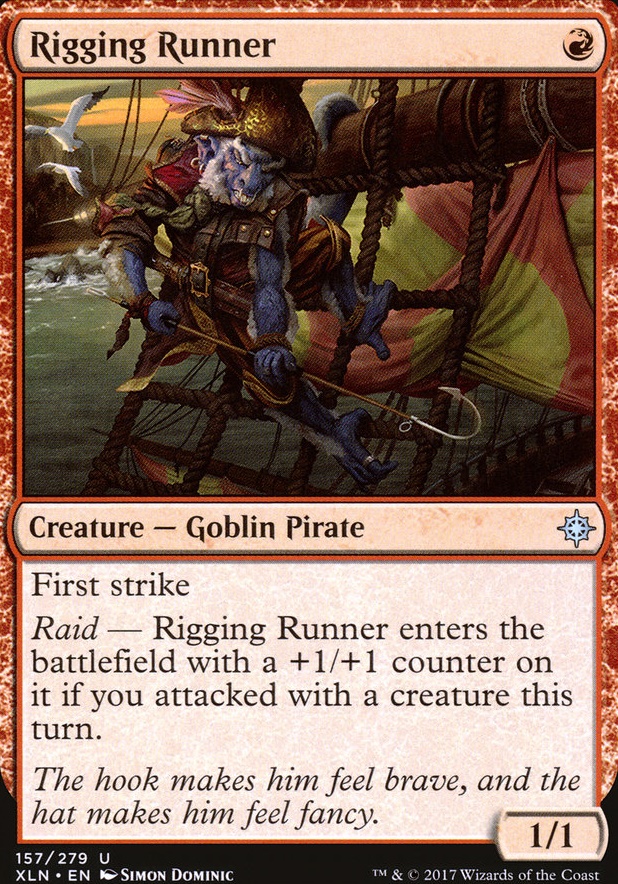 Rigging Runner
Creature — Goblin Pirate
First strike
Raid — Rigging Runner enters the
battlefield with a +1/+1 counter on
it if you attacked with a creature this
turn.
The hook makes him feel brave, and the
hat makes him feel fancy.
1/1
157/279 U
XLN • EN Simon Dominic
™ & © 2017 Wizards of the Coast